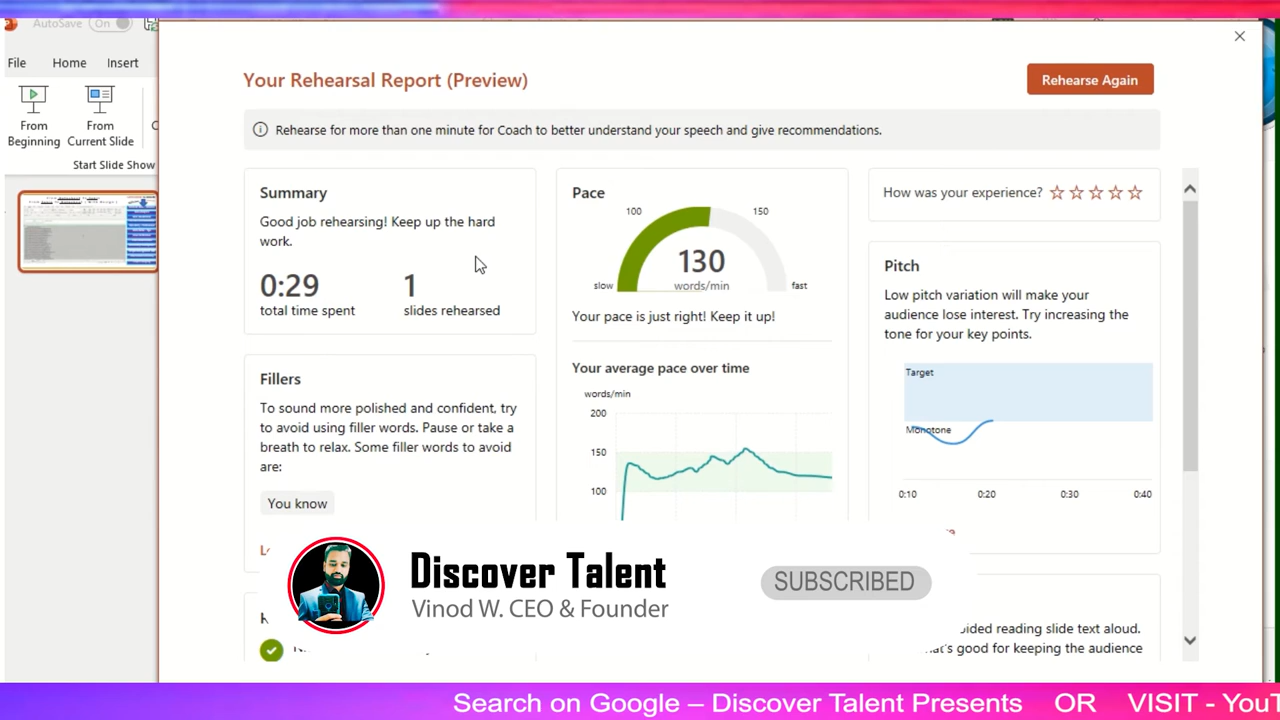 AutoSave On
File Home Insert
From Beginning
From Current Slide
Start Slide Show
Your Rehearsal Report (Preview)
Rehearse Again
Rehearse for more than one minute for Coach to better understand your speech and give recommendations.
Summary
Good job rehearsing! Keep up the hard
work.
0:29
total time spent
1
slides rehearsed
Fillers
To sound more polished and confident, try
to avoid using filler words. Pause or take a
breath to relax. Some filler words to avoid
are:
You know
Pace
100 150
130
slow words/min fast
Your pace is just right! Keep it up!
Your average pace over time
words/min
200
150
100
How was your experience?
Pitch
Low pitch variation will make your
audience lose interest. Try increasing the
tone for your key points.
Target
Monotone
0:10 0:20 0:30 0:40
reading slide text aloud.
good for keeping the audience
Discover Talent
Vinod W. CEO & Founder
SUBSCRIBED
Search on Google – Discover Talent Presents OR VISIT - YouT